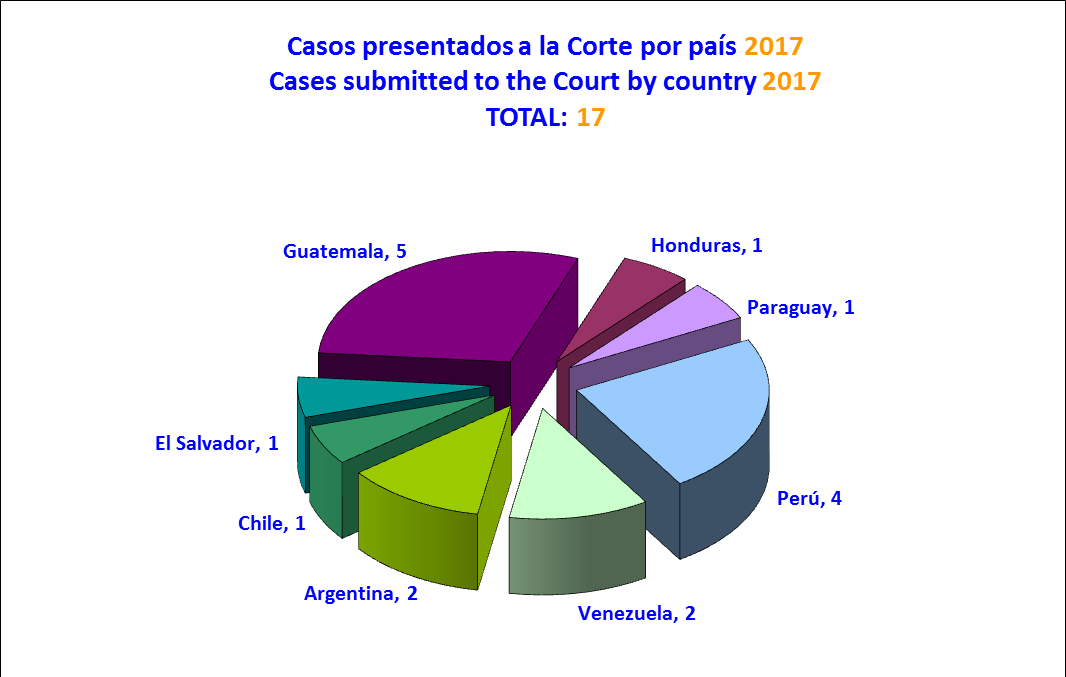 Casos presentados a la Corte por país 2017
Cases submitted to the Court by country 2017
TOTAL: 17
Guatemala, 5
Honduras, 1
Paraguay, 1
El Salvador, 1
Perú, 4
Chile, 1
Argentina, 2
Venezuela, 2